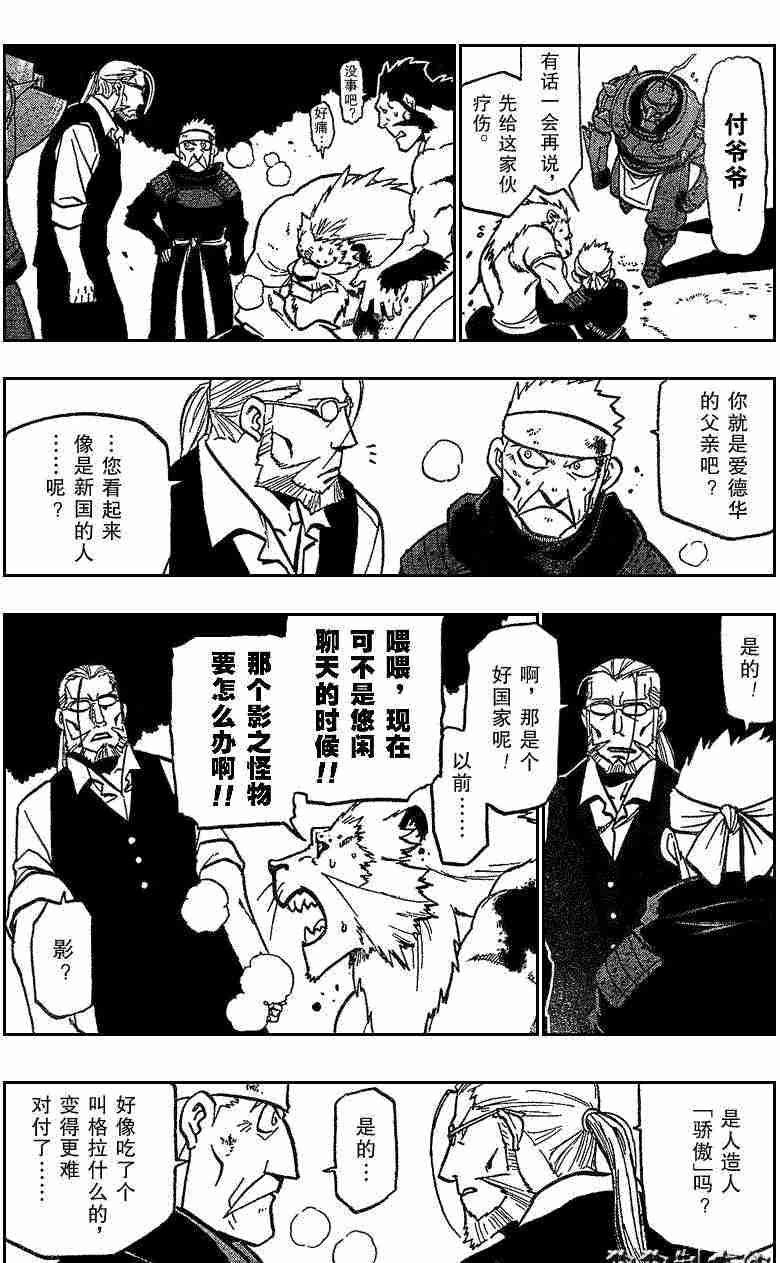 付爷爷！
有话一会再说，
先给这家伙
疗伤。
没事吧？
好痛…
你就是爱德华
的父亲吧？
…您看起来
像是新国的人
……呢？
是的！
啊，那是个
好国家呢！
以前……
喂喂，现在
可不是悠闲
聊天的时候！！
那个影之怪物
要怎么办啊！！
影？
是人造人
「骄傲」吗？
是的…
好像吃了个
叫格拉什么的，
变得更难
对付了……